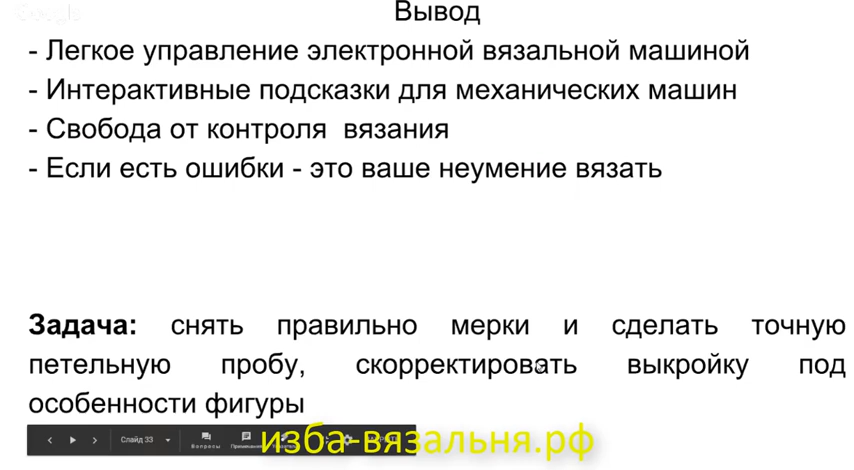 Вывод
- Легкое управление электронной вязальной машиной
- Интерактивные подсказки для механических машин
- Свобода от контроля вязания
- Если есть ошибки - это ваше неумение вязать
Задача: снять правильно мерки и сделать точную
петельную пробу, скорректировать выкройку под
особенности фигуры
Слайд 33
Вопросы
изба-вязальня.рф